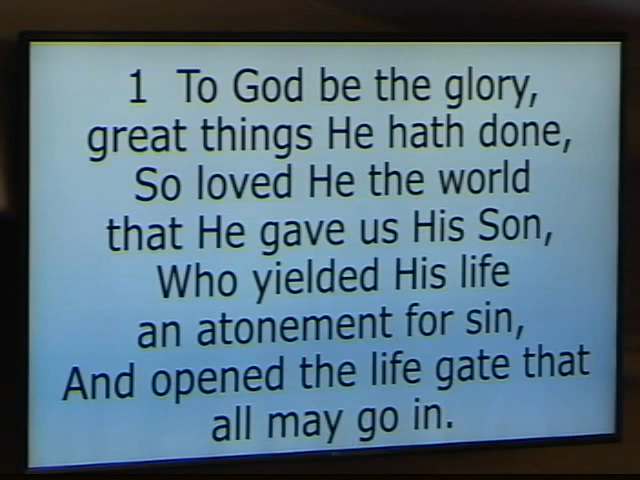 1 To God be the glory,
great things He hath done,
So loved He the world
that He gave us His Son,
Who yielded His life
an atonement for sin,
And opened the life gate that
all may go in.